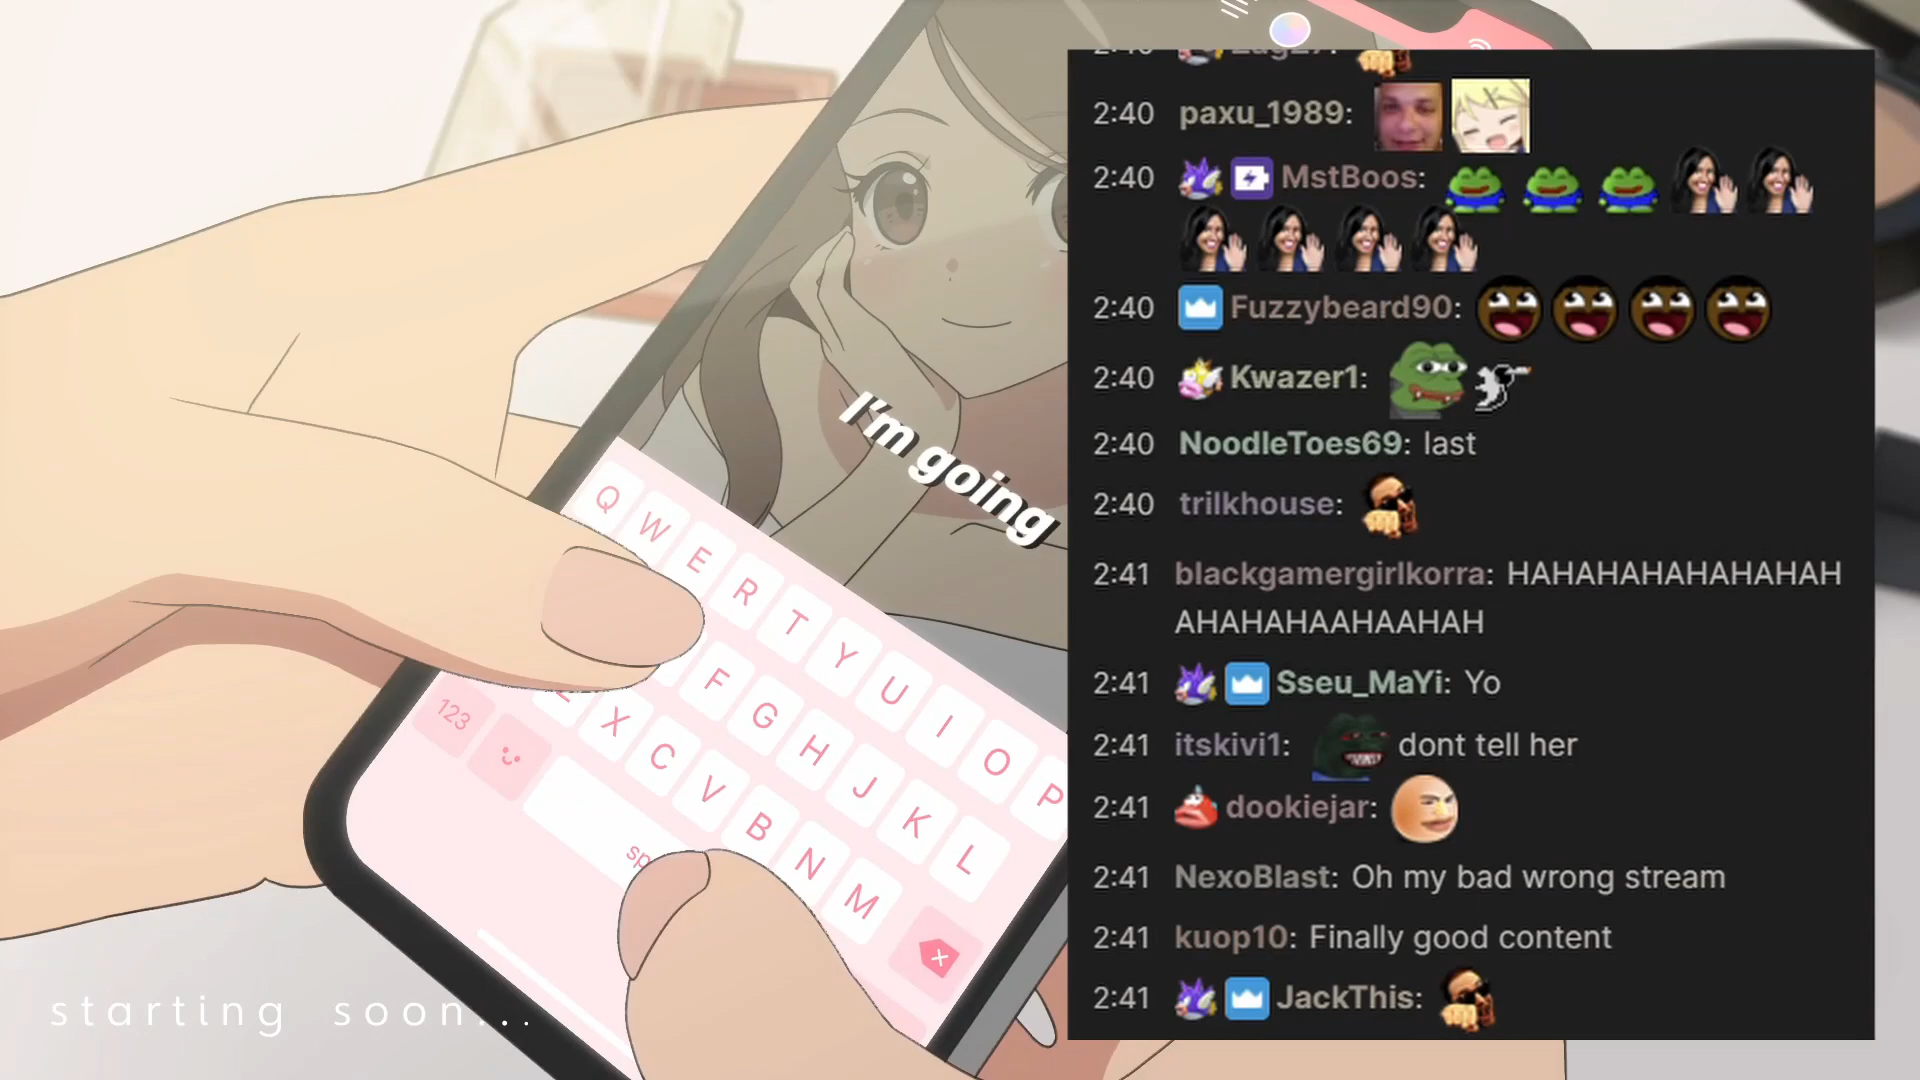 2:40 paxu_1989:
2:40 MstBoos:
2:40 Fuzzybeard90:
2:40 Kwazer1:
2:40 NoodleToes69: last
2:40 trilkhouse:
2:41 blackgamergirlkorra: HAHAHAHAHAHAHAH
AHAHAHAAHAAHAH
2:41 Sseu_MaYi: Yo
2:41 itskivi1: dont tell her
2:41 dookiejar:
2:41 NexoBlast: Oh my bad wrong stream
2:41 kuop10: Finally good content
2:41 JackThis:
I'm going
Q W E R T Y U I O P
F G H J K L
X C V B N M
123
starting soon...